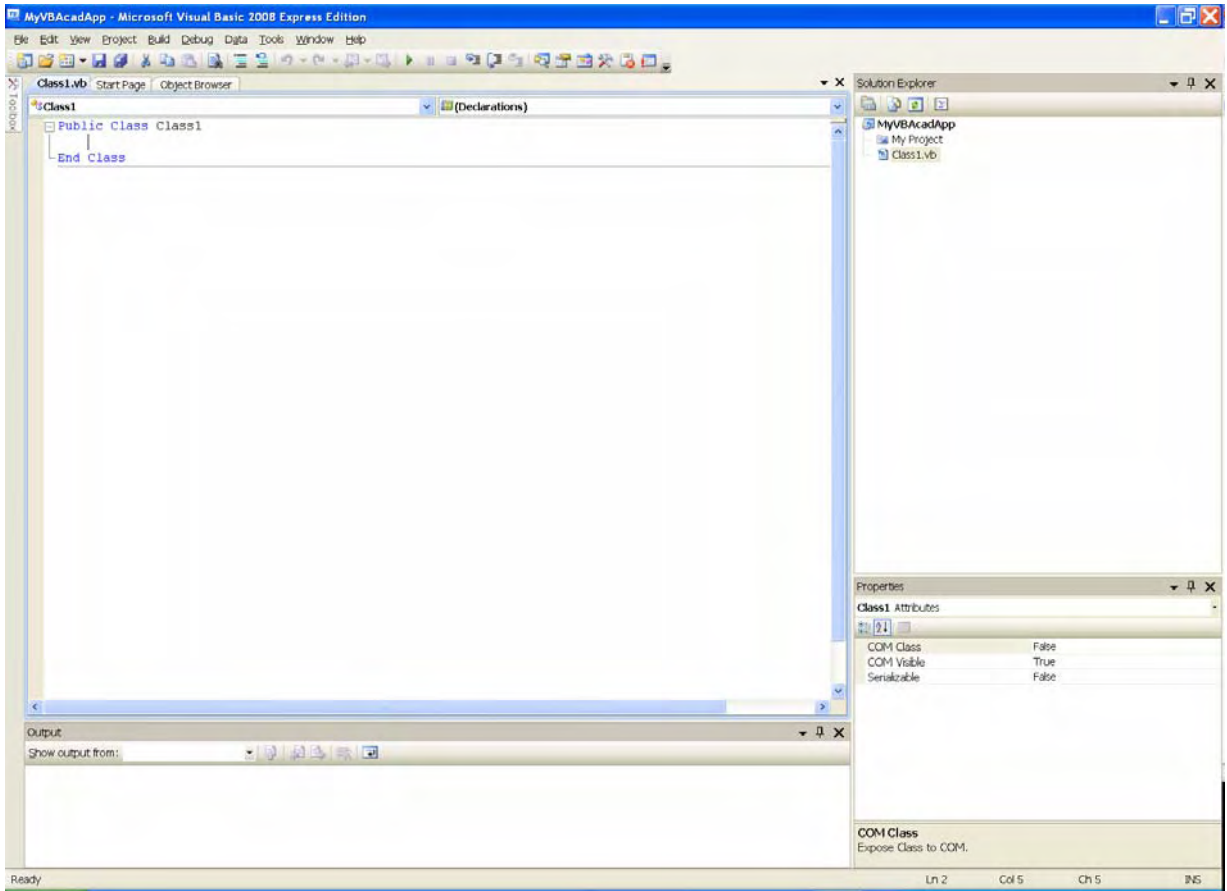 MyVBAcadApp - Microsoft Visual Basic 2008 Express Edition
File Edit View Project Build Debug Data Tools Window Help
Toolbox
Class1.vb Start Page Object Browser
Class1 (Declarations)
Public Class Class1
End Class
Solution Explorer
MyVBAcadApp
My Project
Class1.vb
Properties
Class1 Attributes
COM Class False
COM Visible True
Serializable False
COM Class
Expose Class to COM.
Output
Show output from:
Ready Ln 2 Col 5 Ch 5 INS